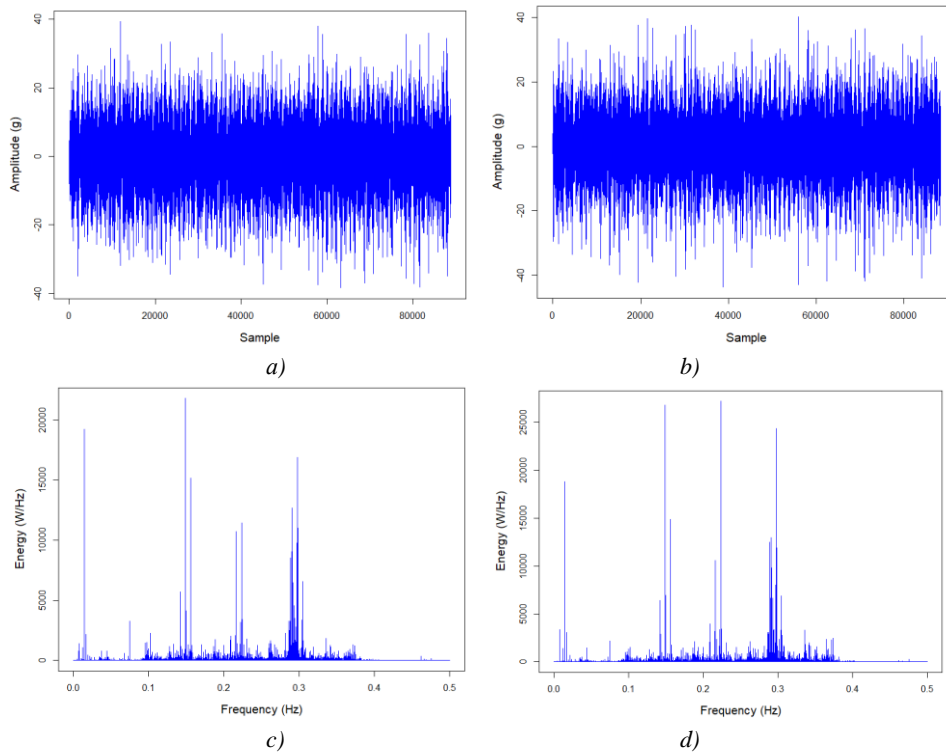 40
20
0
-20
-40
Amplitude (g)
0 20000 40000 60000 80000
Sample
a)
40
20
0
-20
-40
Amplitude (g)
0 20000 40000 60000 80000
Sample
b)
20000
15000
10000
5000
0
Energy (W/Hz)
0.0 0.1 0.2 0.3 0.4 0.5
Frequency (Hz)
c)
25000
20000
15000
10000
5000
0
Energy (W/Hz)
0.0 0.1 0.2 0.3 0.4 0.5
Frequency (Hz)
d)